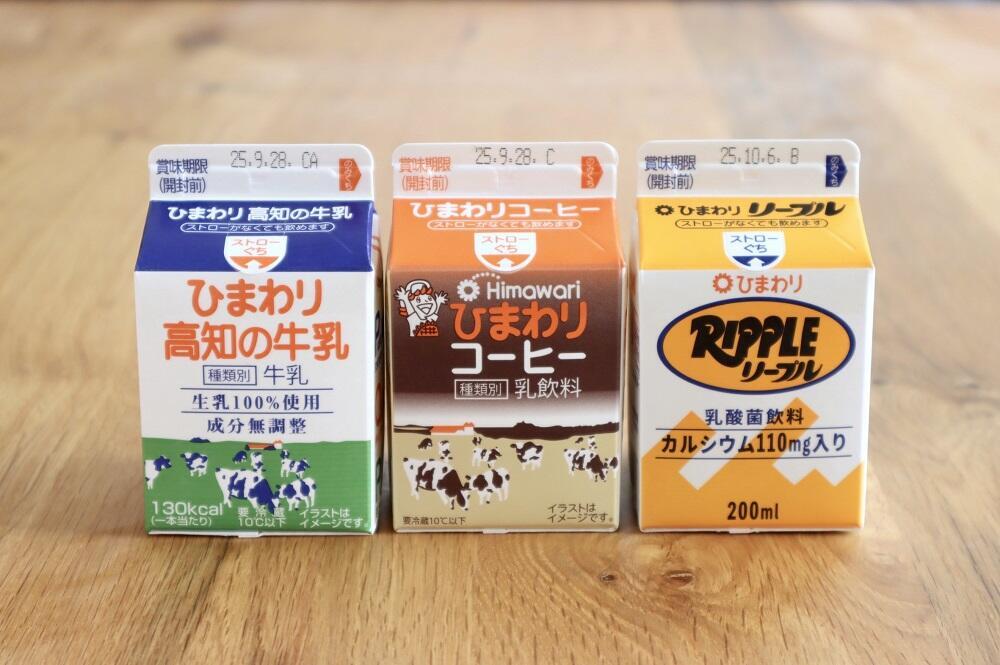 賞味期限
(開封前)
25.9.28. CA
のみくち
ひまわり 高知の牛乳
ストローがなくても飲めます
ストロー
ぐち
ひまわり
高知の牛乳
種類別 牛乳
生乳100%使用
成分無調整
130kcal
(一本当たり)
要冷蔵
10℃以下
イラストは
イメージです。
賞味期限
(開封前)
25.9.28. C
のみくち
ひまわりコーヒー
ストローがなくても飲めます
ストロー
ぐち
Himawari
ひまわり
コーヒー
種類別 乳飲料
要冷蔵10℃以下
イラストは
イメージです。
賞味期限
(開封前)
25.10.6. B
のみくち
ひまわり リープル
ストローがなくても飲めます
ストロー
ぐち
ひまわり
RIPPLE
リープル
乳酸菌飲料
カルシウム110mg入り
200ml